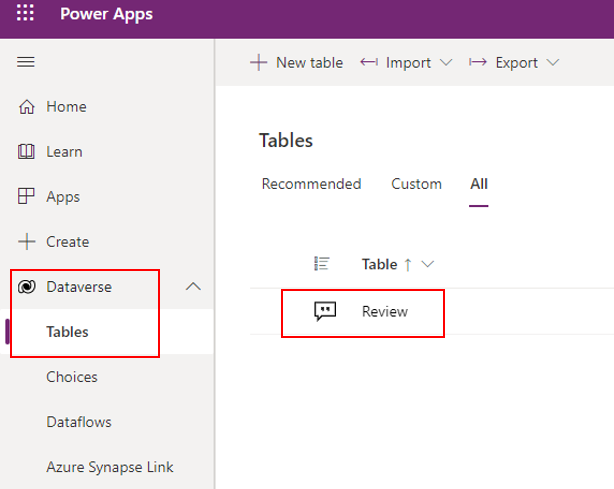 Power Apps
New table Import Export
Home
Learn
Apps
Create
Dataverse
Tables
Choices
Dataflows
Azure Synapse Link
Tables
Recommended Custom All
Table ↑
Review